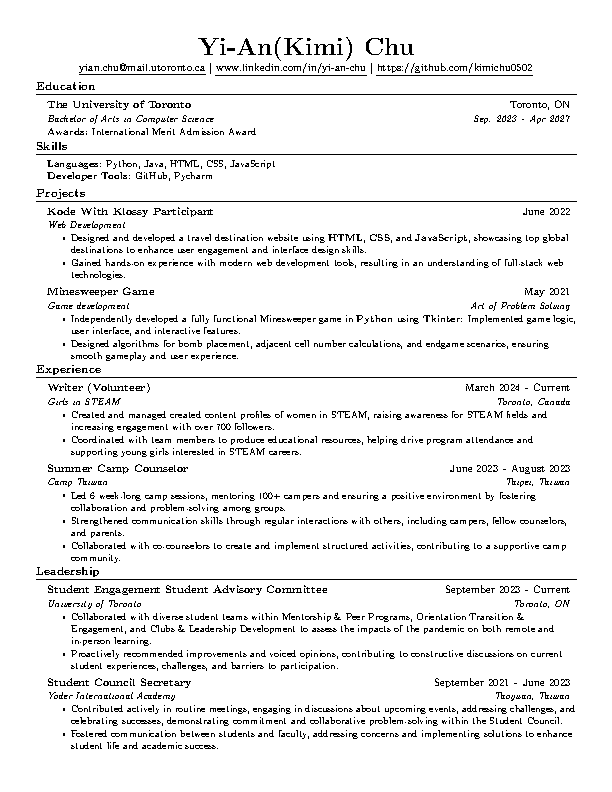 Yi-An(Kimi) Chu
yian.chu@mail.utoronto.ca | www.linkedin.com/in/yi-an-chu | https://github.com/kimichu0502
Education
The University of Toronto Toronto, ON
Bachelor of Arts in Computer Science Sep. 2023 - Apr 2027
Awards: International Merit Admission Award
Skills
Languages: Python, Java, HTML, CSS, JavaScript
Developer Tools: GitHub, Pycharm
Projects
Kode With Klossy Participant June 2022
Web Development
• Designed and developed a travel destination website using HTML, CSS, and JavaScript, showcasing top global
destinations to enhance user engagement and interface design skills.
• Gained hands-on experience with modern web development tools, resulting in an understanding of full-stack web
technologies.
Minesweeper Game May 2021
Game development Art of Problem Solving
• Independently developed a fully functional Minesweeper game in Python using Tkinter: Implemented game logic,
user interface, and interactive features.
• Designed algorithms for bomb placement, adjacent cell number calculations, and endgame scenarios, ensuring
smooth gameplay and user experience.
Experience
Writer (Volunteer) March 2024 - Current
Girls in STEAM Toronto, Canada
• Created and managed created content profiles of women in STEAM, raising awareness for STEAM fields and
increasing engagement with over 700 followers.
• Coordinated with team members to produce educational resources, helping drive program attendance and
supporting young girls interested in STEAM careers.
Summer Camp Counselor June 2023 - August 2023
Camp Taiwan Taipei, Taiwan
• Led 6 week-long camp sessions, mentoring 100+ campers and ensuring a positive environment by fostering
collaboration and problem-solving among groups.
• Strengthened communication skills through regular interactions with others, including campers, fellow counselors,
and parents.
• Collaborated with co-counselors to create and implement structured activities, contributing to a supportive camp
community.
Leadership
Student Engagement Student Advisory Committee September 2023 - Current
University of Toronto Toronto, ON
• Collaborated with diverse student teams within Mentorship & Peer Programs, Orientation Transition &
Engagement, and Clubs & Leadership Development to assess the impacts of the pandemic on both remote and
in-person learning.
• Proactively recommended improvements and voiced opinions, contributing to constructive discussions on current
student experiences, challenges, and barriers to participation.
Student Council Secretary September 2021 - June 2023
Yoder International Academy Taoyuan, Taiwan
• Contributed actively in routine meetings, engaging in discussions about upcoming events, addressing challenges, and
celebrating successes, demonstrating commitment and collaborative problem-solving within the Student Council.
• Fostered communication between students and faculty, addressing concerns and implementing solutions to enhance
student life and academic success.